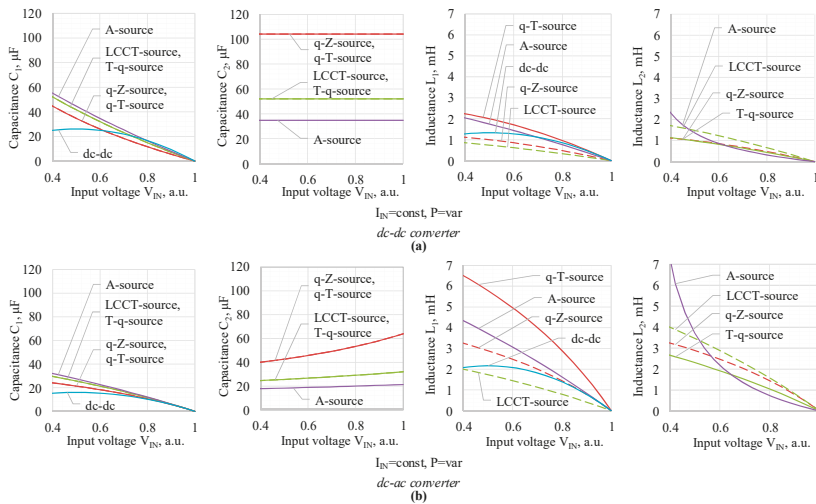 120
100
80
60
40
20
0
Capacitance C1, μF
A-source
LCCT-source,
T-q-source
q-Z-source,
q-T-source
dc-dc
0.4 0.6 0.8 1
Input voltage VIN, a.u.
120
100
80
60
40
20
0
Capacitance C2, μF
q-Z-source,
q-T-source
LCCT-source,
T-q-source
A-source
0.4 0.6 0.8 1
Input voltage VIN, a.u.
7
6
5
4
3
2
1
0
Inductance L1, mH
q-T-source
A-source
dc-dc
q-Z-source
LCCT-source
0.4 0.6 0.8 1
Input voltage VIN, a.u.
7
6
5
4
3
2
1
0
Inductance L2, mH
A-source
LCCT-source
q-Z-source
T-q-source
0.4 0.6 0.8 1
Input voltage VIN, a.u.
IIN=const, P=var
dc-dc converter
(a)
120
100
80
60
40
20
0
Capacitance C1, μF
A-source
LCCT-source,
T-q-source
q-Z-source,
q-T-source
dc-dc
0.4 0.6 0.8 1
Input voltage VIN, a.u.
120
100
80
60
40
20
0
Capacitance C2, μF
q-Z-source,
q-T-source
LCCT-source,
T-q-source
A-source
0.4 0.6 0.8 1
Input voltage VIN, a.u.
7
6
5
4
3
2
1
0
Inductance L1, mH
q-T-source
A-source
q-Z-source
dc-dc
LCCT-source
0.4 0.6 0.8 1
Input voltage VIN, a.u.
7
6
5
4
3
2
1
0
Inductance L2, mH
A-source
LCCT-source
q-Z-source
T-q-source
0.4 0.6 0.8
Input voltage VIN, a.u.
IIN=const, P=var
dc-ac converter
(b)